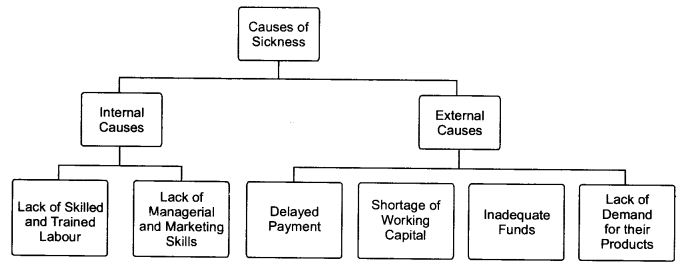 Causes of
Sickness
Internal
Causes
External
Causes
Lack of Skilled
and Trained
Labour
Lack of
Managerial
and Marketing
Skills
Delayed
Payment
Shortage of
Working
Capital
Inadequate
Funds
Lack of
Demand
for their
Products